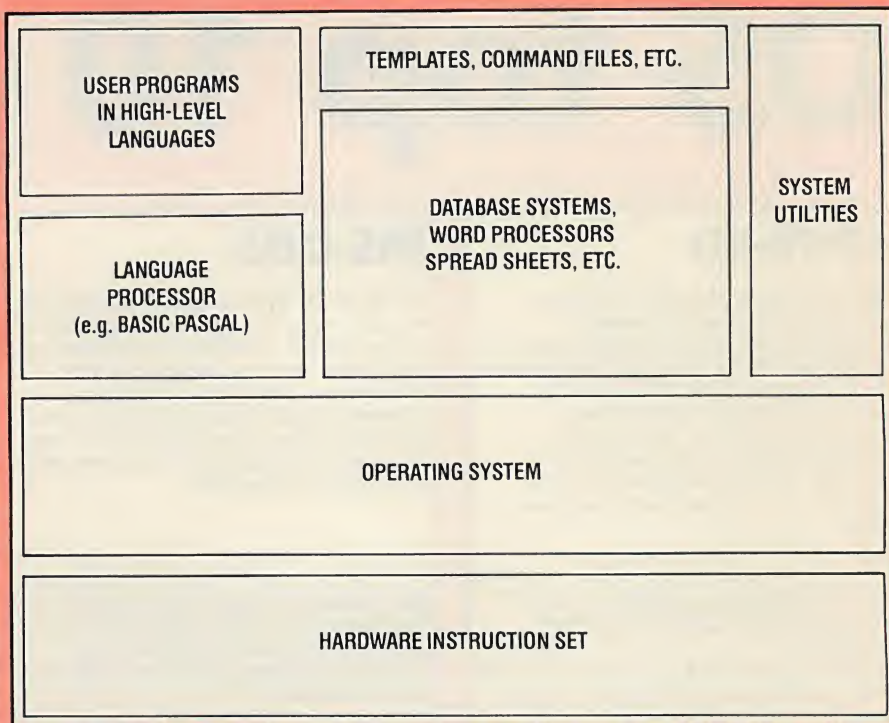 USER PROGRAMS
IN HIGH-LEVEL
LANGUAGES
TEMPLATES, COMMAND FILES, ETC.
DATABASE SYSTEMS,
WORD PROCESSORS
SPREAD SHEETS, ETC.
SYSTEM
UTILITIES
LANGUAGE
PROCESSOR
(e.g. BASIC PASCAL)
OPERATING SYSTEM
HARDWARE INSTRUCTION SET